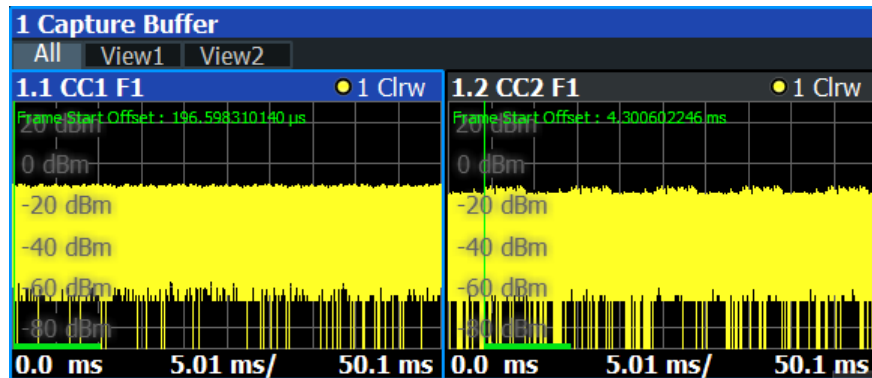 1 Capture Buffer
All View1 View2
1.1 CC1 F1 1 Clrw
Frame Start Offset : 196.598310140 µs
20 dBm
0 dBm
-20 dBm
-40 dBm
-60 dBm
-80 dBm
0.0 ms 5.01 ms/ 50.1 ms
1.2 CC2 F1 1 Clrw
Frame Start Offset : 4.300602246 ms
20 dBm
0 dBm
-20 dBm
-40 dBm
-60 dBm
-80 dBm
0.0 ms 5.01 ms/ 50.1 ms